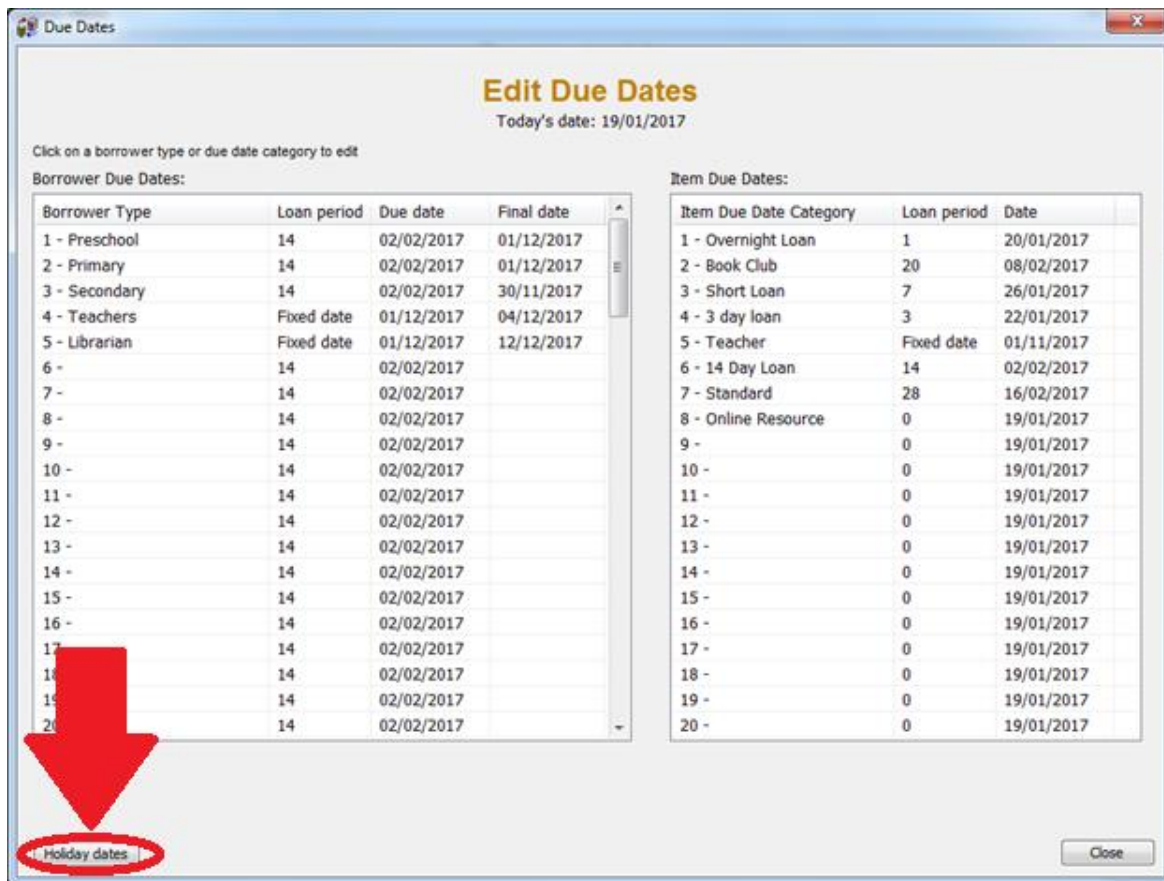 Due Dates
Edit Due Dates
Today's date: 19/01/2017
Click on a borrower type or due date category to edit
Borrower Due Dates:
Borrower Type Loan period Due date Final date
1 - Preschool 14 02/02/2017 01/12/2017
2 - Primary 14 02/02/2017 01/12/2017
3 - Secondary 14 02/02/2017 30/11/2017
4 - Teachers Fixed date 01/12/2017 04/12/2017
5 - Librarian Fixed date 01/12/2017 12/12/2017
6 - 14 02/02/2017
7 - 14 02/02/2017
8 - 14 02/02/2017
9 - 14 02/02/2017
10 - 14 02/02/2017
11 - 14 02/02/2017
12 - 14 02/02/2017
13 - 14 02/02/2017
14 - 14 02/02/2017
15 - 14 02/02/2017
16 - 14 02/02/2017
17 14 02/02/2017
18 14 02/02/2017
19 14 02/02/2017
20 14 02/02/2017
Item Due Dates:
Item Due Date Category Loan period Date
1 - Overnight Loan 1 20/01/2017
2 - Book Club 20 08/02/2017
3 - Short Loan 7 26/01/2017
4 - 3 day loan 3 22/01/2017
5 - Teacher Fixed date 01/11/2017
6 - 14 Day Loan 14 02/02/2017
7 - Standard 28 16/02/2017
8 - Online Resource 0 19/01/2017
9 - 0 19/01/2017
10 - 0 19/01/2017
11 - 0 19/01/2017
12 - 0 19/01/2017
13 - 0 19/01/2017
14 - 0 19/01/2017
15 - 0 19/01/2017
16 - 0 19/01/2017
17 - 0 19/01/2017
18 - 0 19/01/2017
19 - 0 19/01/2017
20 - 0 19/01/2017
Holiday dates
Close